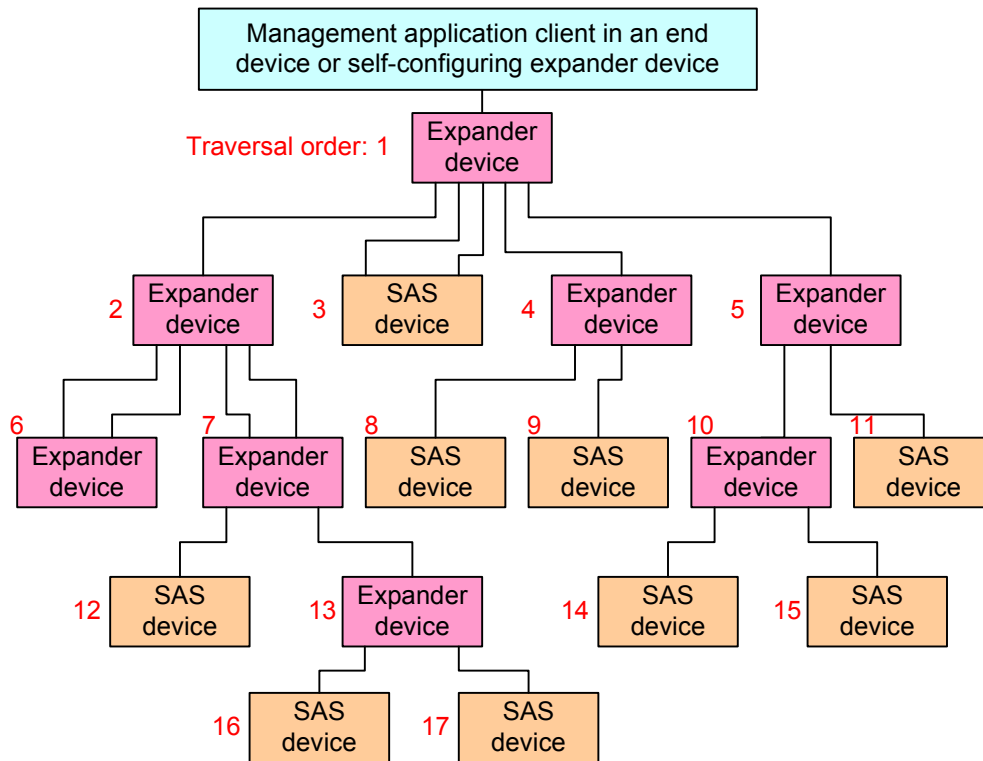 Management application client in an end
device or self-configuring expander device
Traversal order: 1
Expander
device
2
Expander
device
3
SAS
device
4
Expander
device
5
Expander
device
6
Expander
device
7
Expander
device
8
SAS
device
9
SAS
device
10
Expander
device
11
SAS
device
12
SAS
device
13
Expander
device
14
SAS
device
15
SAS
device
16
SAS
device
17
SAS
device